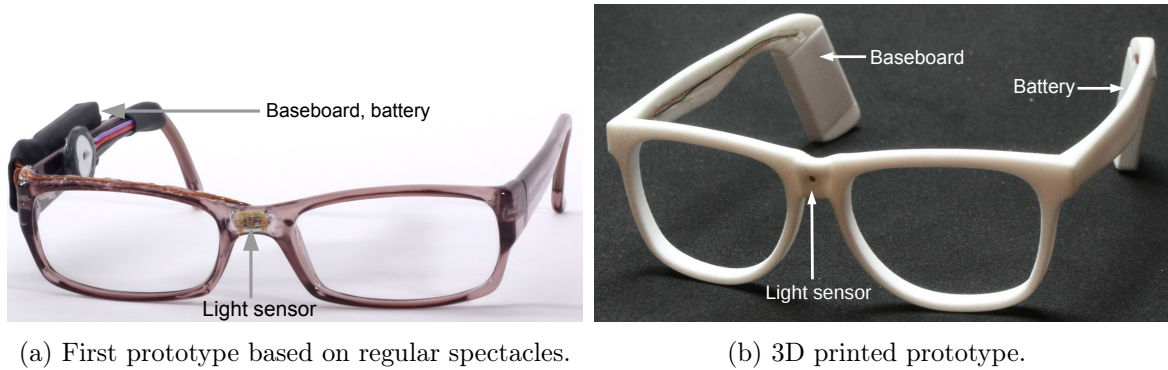 Baseboard, battery
Light sensor
Baseboard
Battery
Light sensor
(a) First prototype based on regular spectacles.
(b) 3D printed prototype.